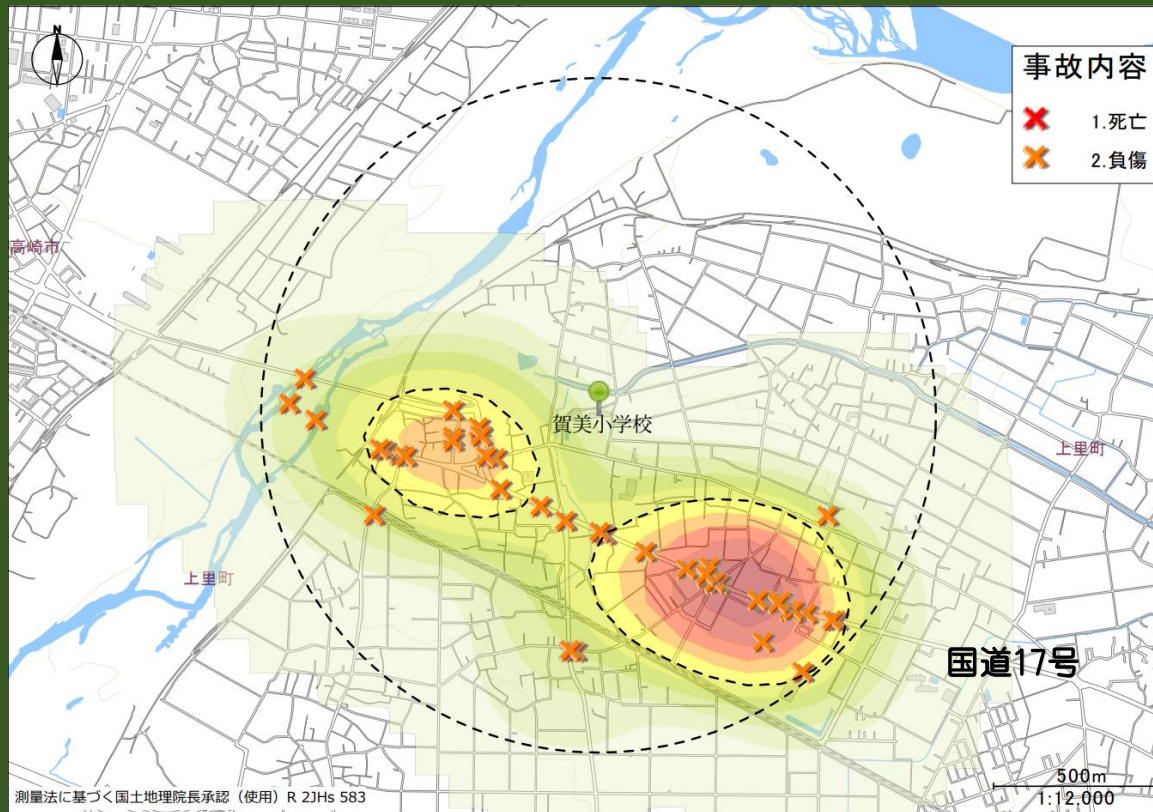 N
事故内容
1.死亡
2.負傷
高崎市
賀美小学校
上里町
上里町
国道17号
500m
1:12,000
測量法に基づく国土地理院長承認（使用）R 2JHs 583